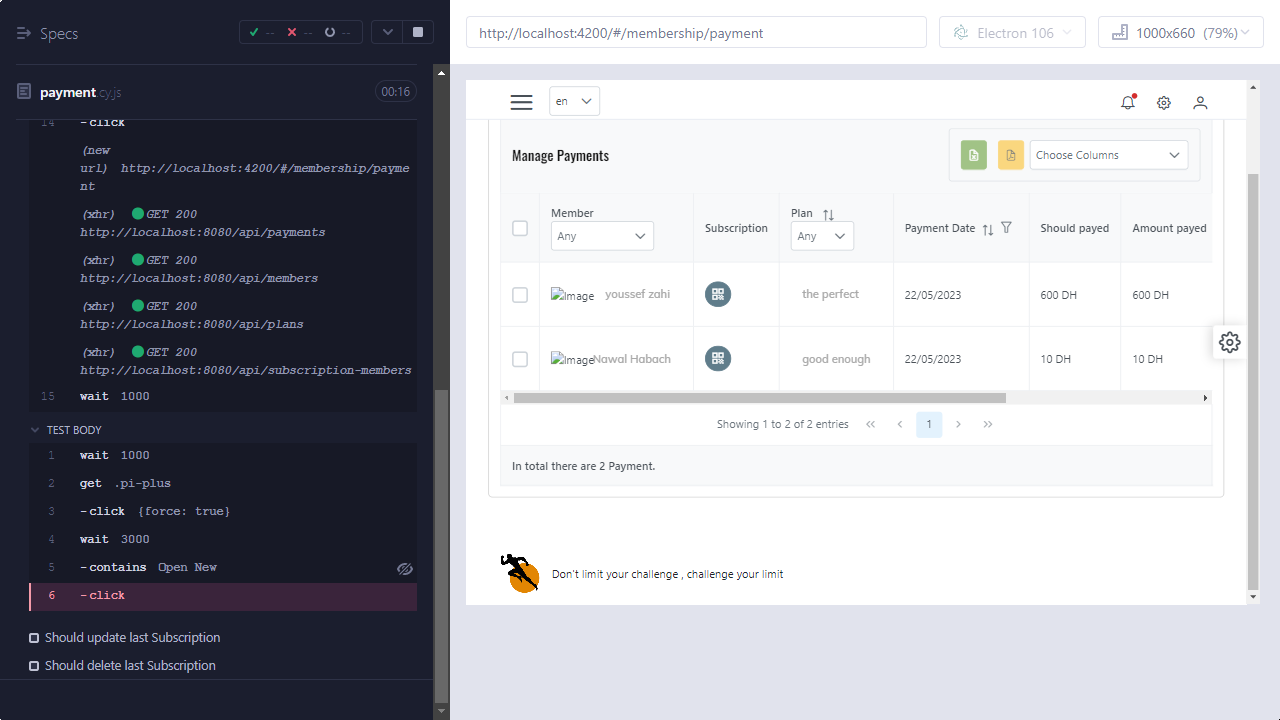 Specs
--
--
--
payment.cy.js
00:16
14 -click
(new
url) http://localhost:4200/#/membership/payme
nt
(xhr) GET 200
http://localhost:8080/api/payments
(xhr) GET 200
http://localhost:8080/api/members
(xhr) GET 200
http://localhost:8080/api/plans
(xhr) GET 200
http://localhost:8080/api/subscription-members
15 wait 1000
TEST BODY
1 wait 1000
2 get .pi-plus
3 -click {force: true}
4 wait 3000
5 -contains Open New
6 -click
Should update last Subscription
Should delete last Subscription
http://localhost:4200/#/membership/payment
Electron 106
1000x660 (79%)
en
Manage Payments
Choose Columns
Member
Any
Subscription
Plan
Any
Payment Date
Should payed
Amount payed
Image youssef zahi the perfect 22/05/2023 600 DH 600 DH
Image Nawal Habach good enough 22/05/2023 10 DH 10 DH
Showing 1 to 2 of 2 entries
1
In total there are 2 Payment.
Don't limit your challenge , challenge your limit